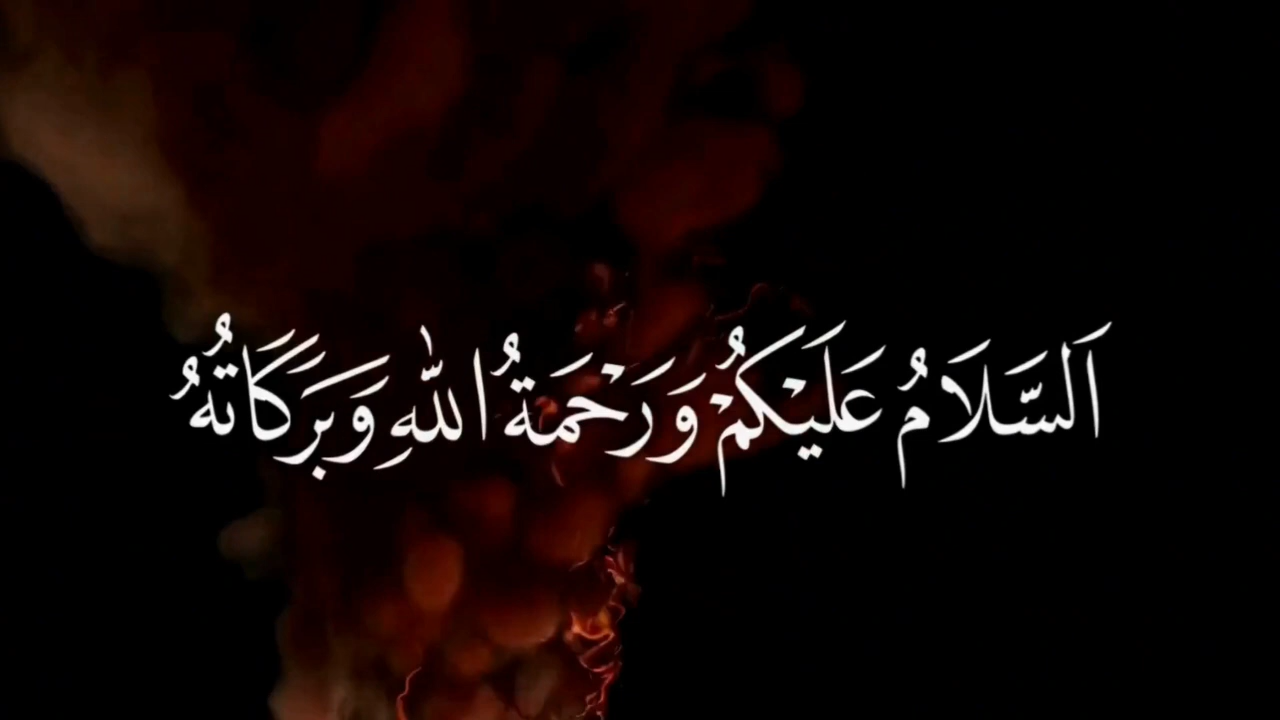 اَلسَّلَامُ عَلَيْكُمْ وَرَحْمَةُ اللّٰهِ وَبَرَكَاتُهُ